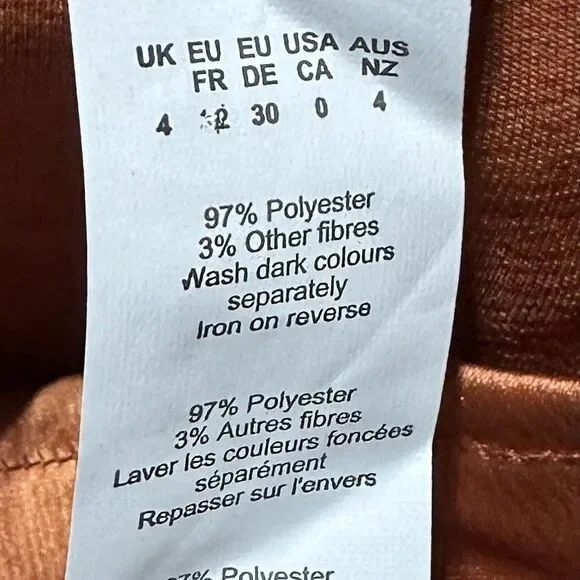 UK EU EU USA AUS
FR DE CA NZ
4 30 0 4
97% Polyester
3% Other fibres
Wash dark colours
separately
Iron on reverse
97% Polyester
3% Autres fibres
Laver les couleurs foncées
séparément
Repasser sur l'envers
Polyester